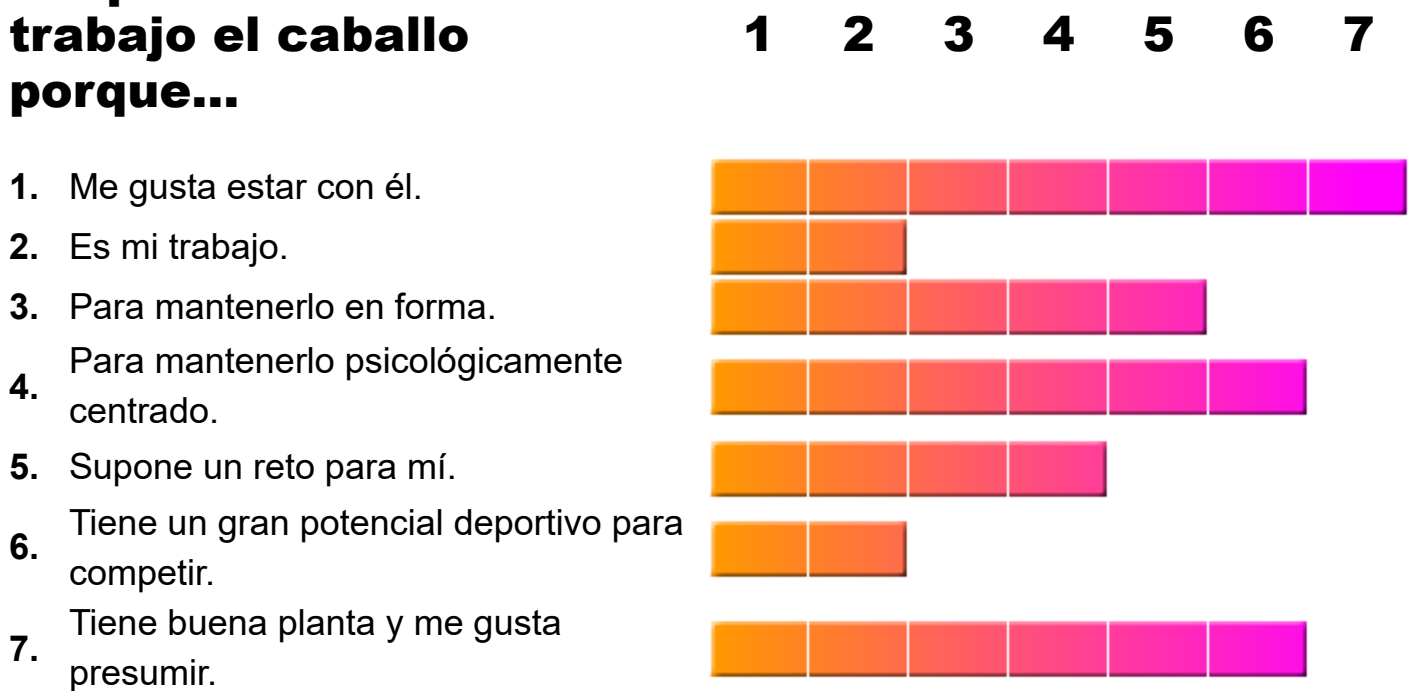 trabajo el caballo
porque...
1 2 3 4 5 6 7
1. Me gusta estar con él.
2. Es mi trabajo.
3. Para mantenerlo en forma.
4. Para mantenerlo psicológicamente
centrado.
5. Supone un reto para mí.
6. Tiene un gran potencial deportivo para
competir.
7. Tiene buena planta y me gusta
presumir.